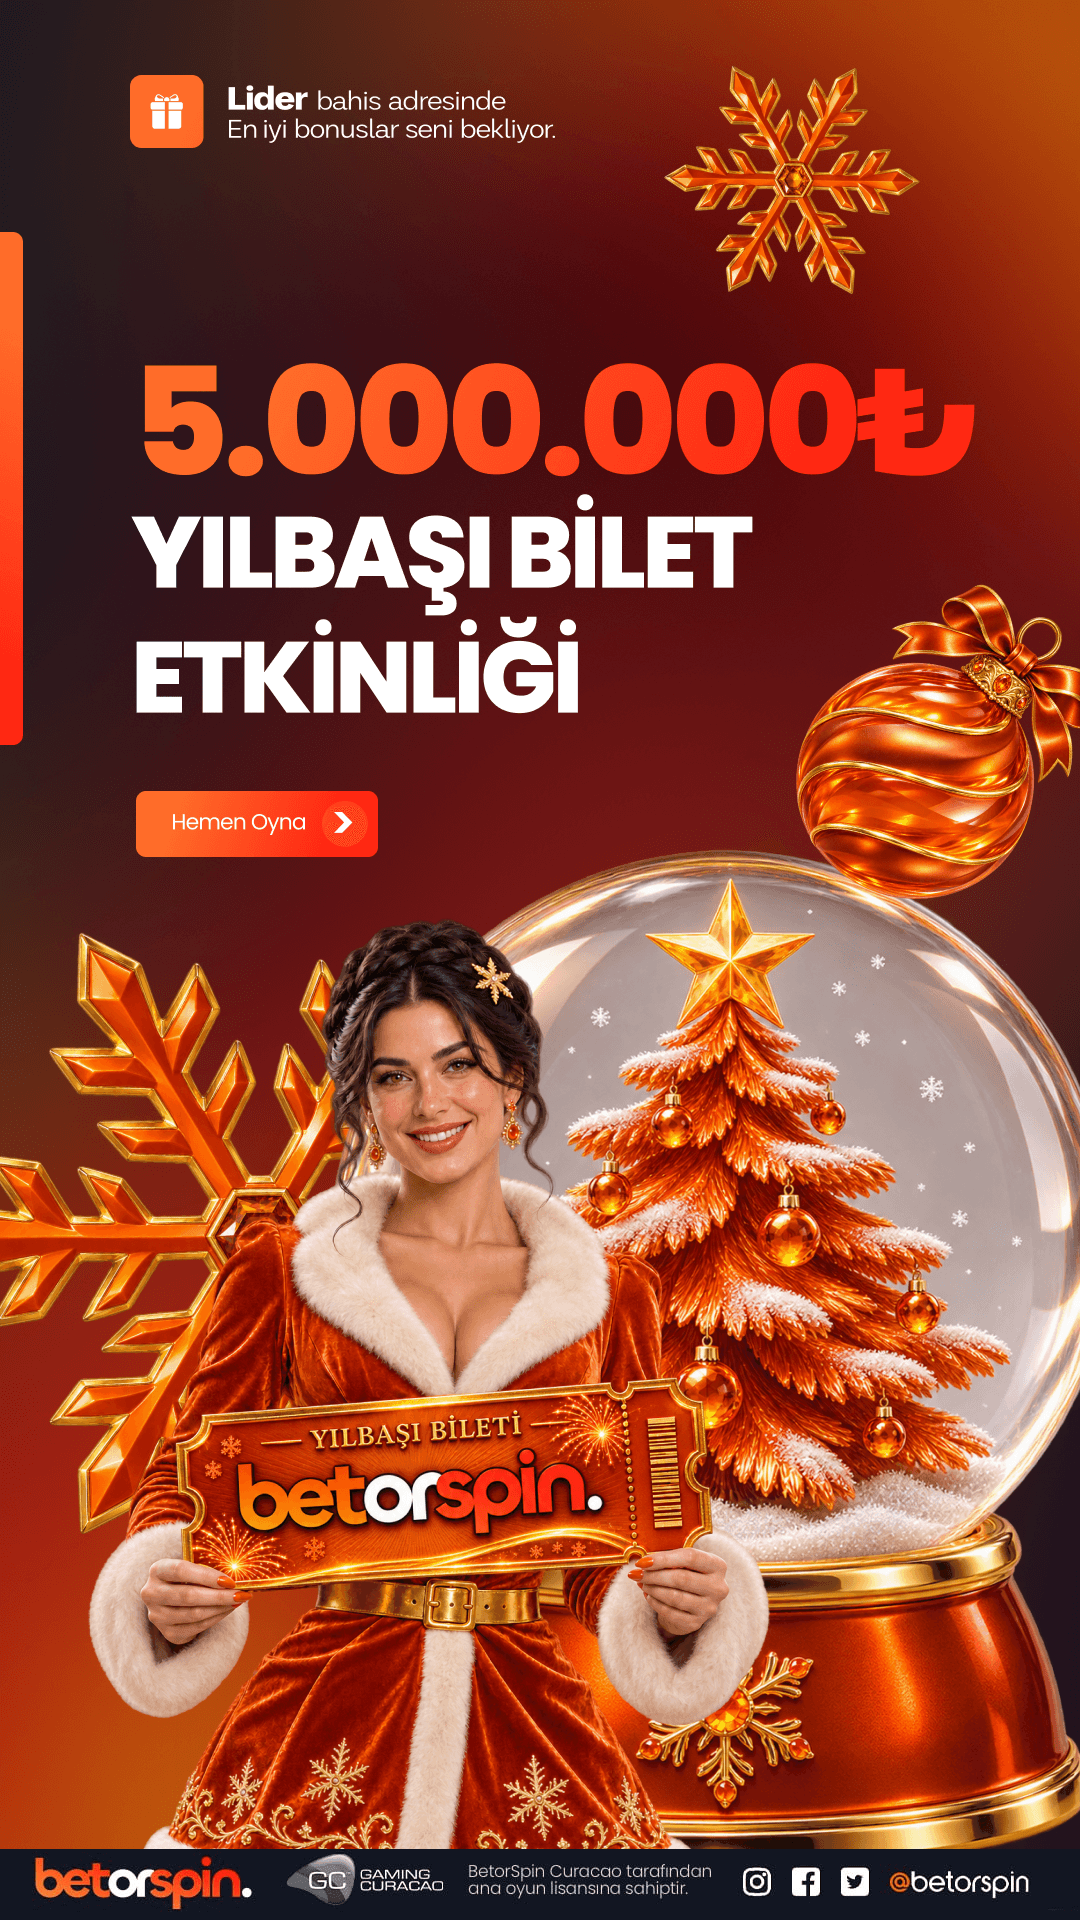 Lider bahis adresinde
En iyi bonuslar seni bekliyor.
5.000.000₺
YILBAŞI BİLET
ETKİNLİĞİ
Hemen Oyna
YILBAŞI BİLETİ
betorspin.
betorspin.
GC GAMING
CURACAO
BetorSpin Curacao tarafından
ana oyun lisansına sahiptir.
@betorspin